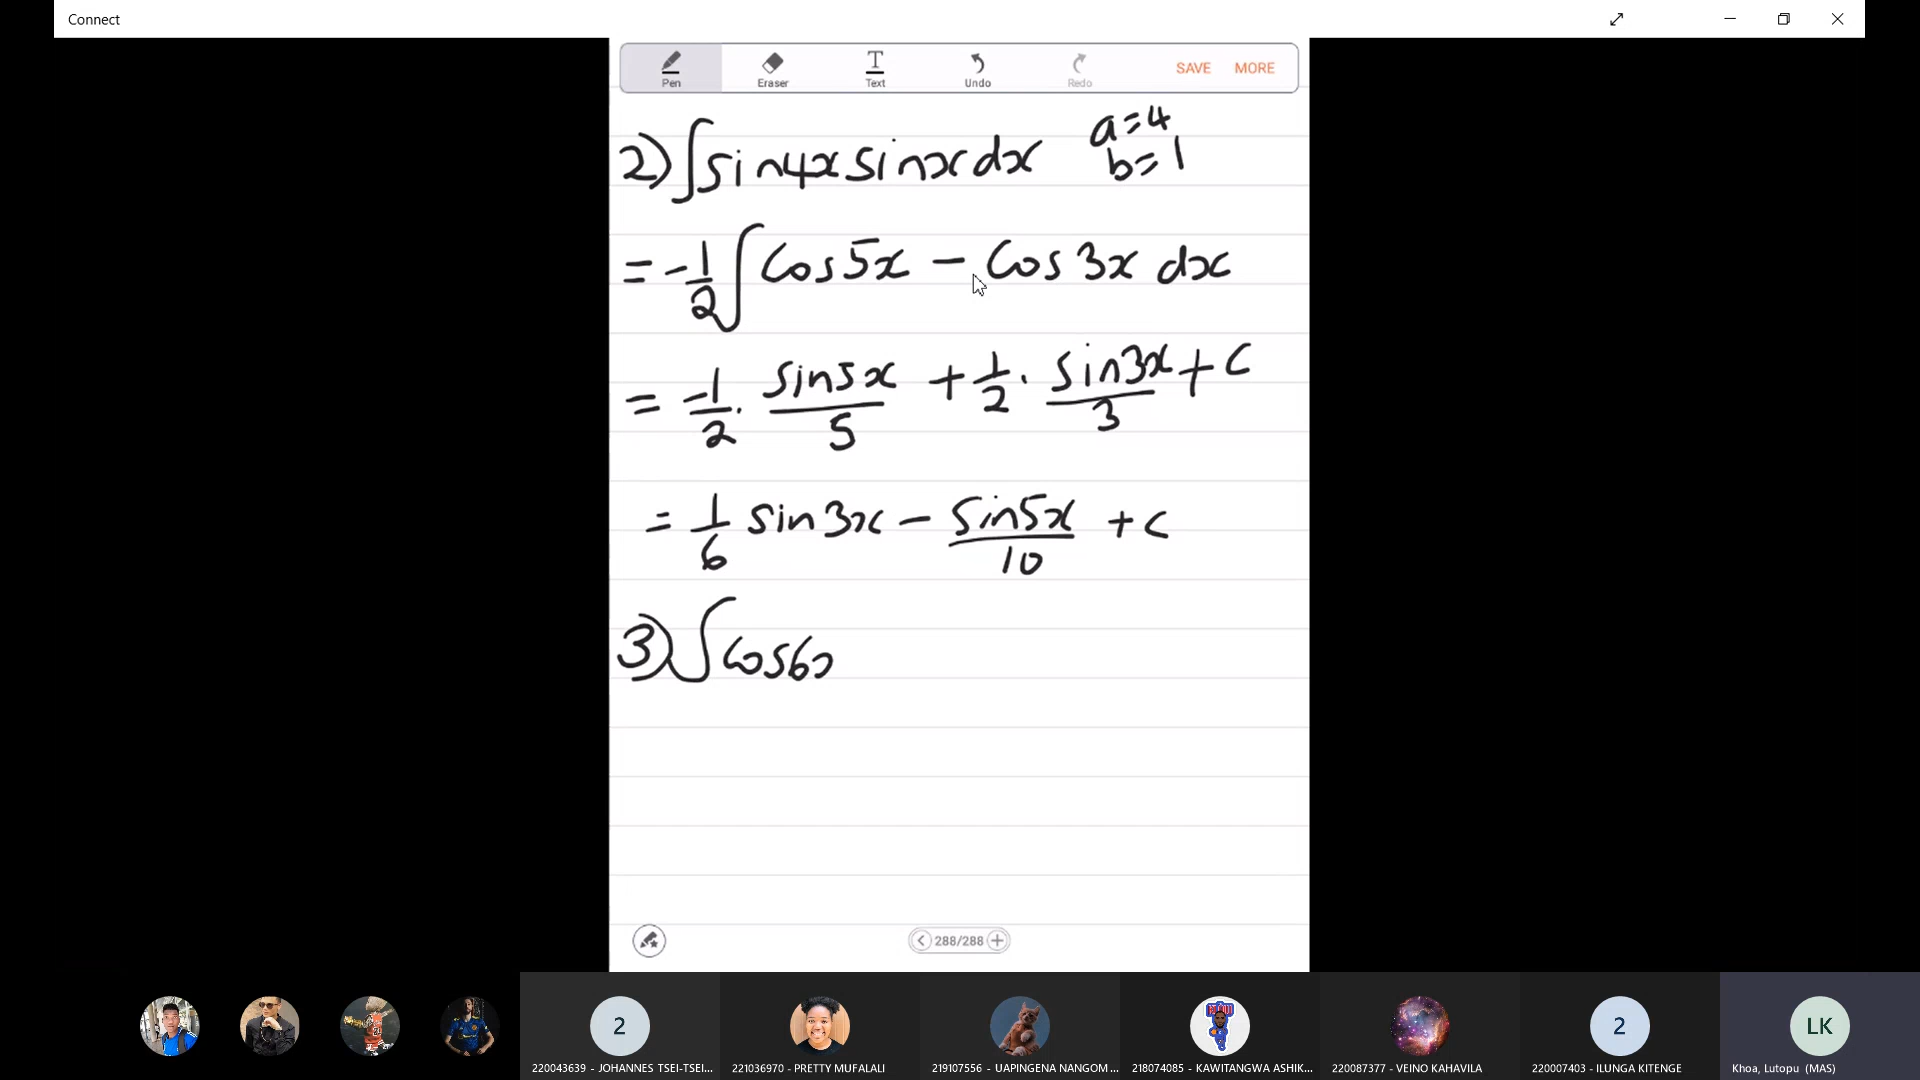 Connect
Pen
Eraser
T
Text
Undo
Redo
SAVE
MORE
2) ∫ sin4x sinx dx a=4
b=1
= -1/2 ∫ Cos5x - Cos3x dx
= -1/2 · sin5x/5 + 1/2 · sin3x/3 + C
= 1/6 sin3x - sin5x/10 + C
3) ∫ Cos6
288/288
2
2
LK
220043639 - JOHANNES TSEI-TSEI...
221036970 - PRETTY MUFALALI
219107556 - UAPINGENA NANGOM ...
218074085 - KAWITANGWA ASHIK...
220087377 - VEINO KAHAVILA
220007403 - ILUNGA KITENGE
Khoa, Lutopu (MAS)